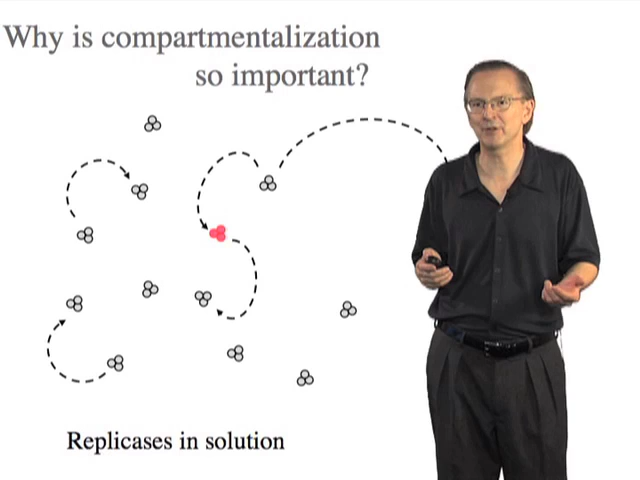 Why is compartmentalization
so important?
Replicases in solution